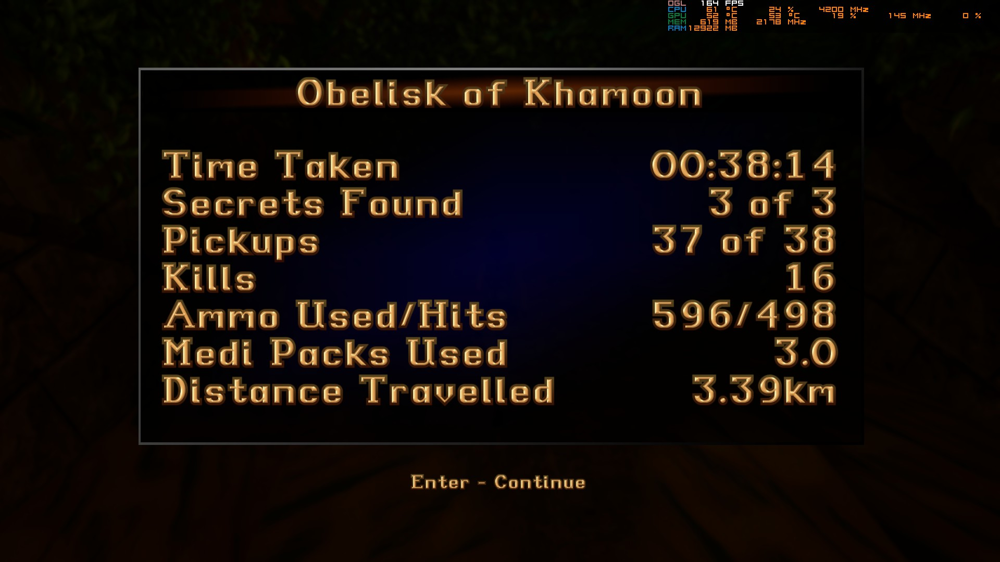 OGL 164 FPS
CPU 61 °C 24 % 4200 MHz
GPU 52 °C 53 °C 19 % 145 MHz 0 %
MEM 619 MB 2178 MHz
RAM 12922 MB
Obelisk of Khamoon
Time Taken 00:38:14
Secrets Found 3 of 3
Pickups 37 of 38
Kills 16
Ammo Used/Hits 596/498
Medi Packs Used 3.0
Distance Travelled 3.39km
Enter - Continue